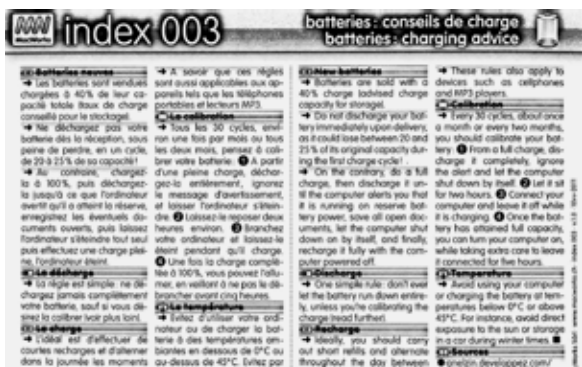 index 003
batteries : conseils de charge
batteries : charging advice
Batteries neuves
➔ Les batteries sont vendues
chargées à 40% de leur ca-
pacité totale (taux de charge
conseillé pour le stockage).
➔ Ne déchargez pas votre
batterie dès la réception, sous
peine de perdre, en un cycle,
de 20 à 25% de sa capacité !
➔ Au contraire, chargez-
la à 100%, puis déchargez-
la jusqu'à ce que l'ordinateur
averti qu'il a atteint la réserve,
enregistrez les éventuels do-
cuments ouverts, puis laissez
l'ordinateur s'éteindre tout seul
puis effectuez une charge plei-
ne, l'ordinateur éteint.
La décharge
➔ La règle est simple: ne dé-
chargez jamais complètement
votre batterie, sauf si vous dé-
sirez la calibrer (voir plus loin).
La charge
➔ L'idéal est d'effectuer de
courtes recharges et d'alterner
dans la journée les moments
➔ A savoir que ces règles
sont aussi applicables aux ap-
pareils tels que les téléphones
portables et lecteurs MP3.
La calibration
➔ Tous les 30 cycles, envi-
ron une fois par mois ou tous
les deux mois, pensez à cali-
brer votre batterie: ❶ A partir
d'une pleine charge, déchar-
gez-la entièrement, ignorez
le message d'avertissement,
et laisser l'ordinateur s'étein-
dre ❷ Laissez-le reposer deux
heures environ. ❸ Branchez
votre ordinateur et laissez-le
éteint pendant qu'il charge.
❹ Une fois la charge complé-
tée à 100%, vous pouvez l'allu-
mer, en veillant à ne pas le dé-
brancher avant cinq heures.
La température
➔ Evitez d'utiliser votre ordi-
nateur ou de charger la bat-
terie à des températures am-
biantes en dessous de 0°C ou
au-dessus de 45°C. Evitez par
New batteries
➔ Batteries are sold with a
40% charge (advised charge
capacity for storage).
➔ Do not discharge your bat-
tery immediately upon delivery,
as it could lose between 20 and
25% of its original capacity dur-
ing the first charge cycle! .
➔ On the contrary, do a full
charge, then discharge it un-
til the computer alerts you that
it is running on reserve bat-
tery power, save all open doc-
uments, let the computer shut
down on by itself, and finally,
recharge it fully with the com-
puter powered off.
Discharge
➔ One simple rule: don't ever
let the battery run down entire-
ly, unless you're calibrating the
charge (read further).
Recharge
➔ Ideally, you should carry
out short refills and alternate
throughout the day between
➔ These rules also apply to
devices such as cellphones
and MP3 players.
Calibration
➔ Every 30 cycles, about once
a month or every two months,
you should calibrate your bat-
tery. ❶ From a full charge, dis-
charge it completely, ignore
the alert and let the computer
shut down by itself. ❷ Let it sit
for two hours. ❸ Connect your
computer and leave it off while
it is charging. ❹ Once the bat-
tery has attained full capacity,
you can turn your computer on,
while taking extra care to leave
it connected for five hours.
Temperature
➔ Avoid using your computer
or charging the battery at tem-
peratures below 0°C or above
45°C. For instance, avoid direct
exposure to the sun or storage
in a car during winter times. ■
Sources
●onelzin.developpez.com/